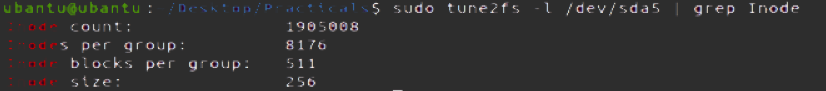 ubantu@ubantu: ~/Desktop/Practicals$ sudo tune2fs -l /dev/sda5 | grep Inode
Inode count: 1905008
Inodes per group: 8176
Inode blocks per group: 511
Inode size: 256